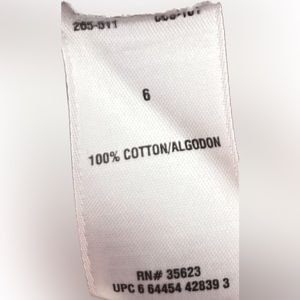 6
100% COTTON/ALGODON
RN# 35623
UPC 6 64454 42839 3